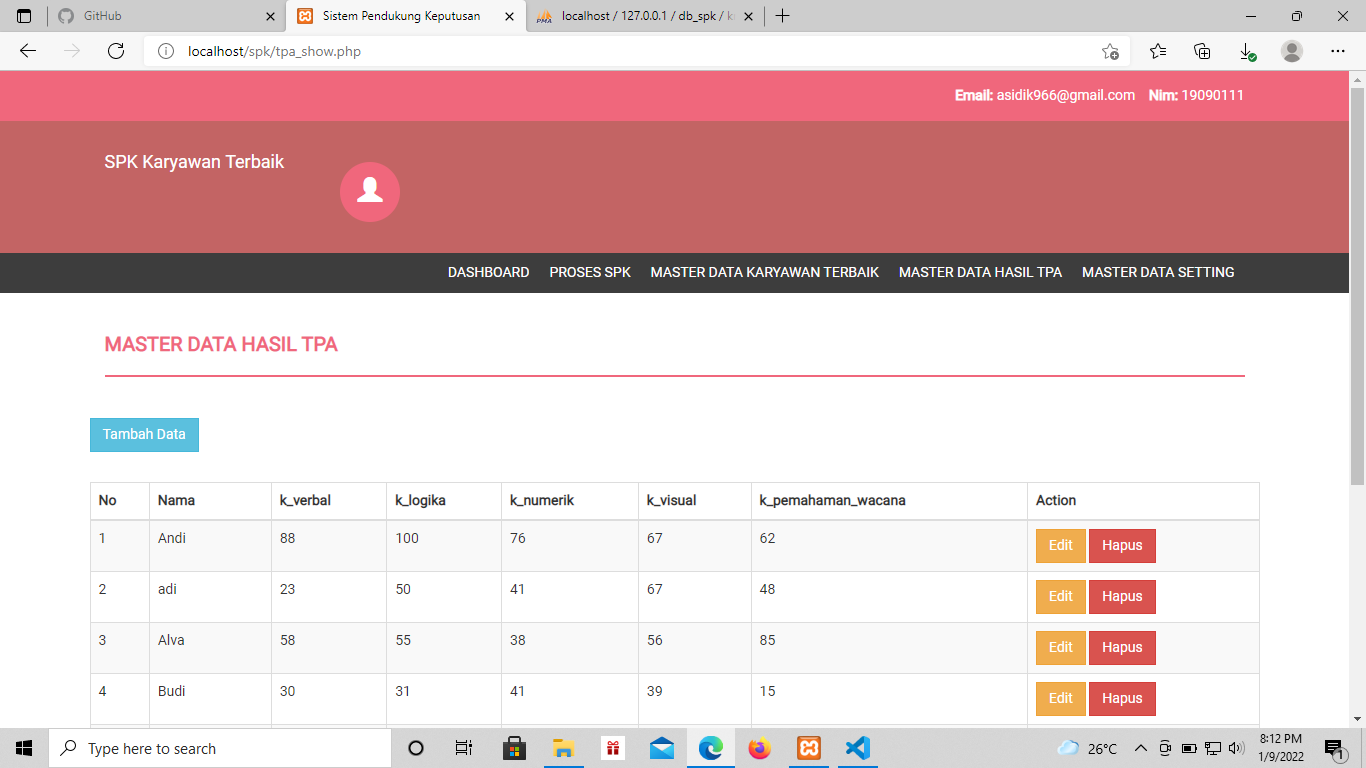 GitHub
Sistem Pendukung Keputusan
PMA localhost / 127.0.0.1 / db_spk /
localhost/spk/tpa_show.php
Email: asidik966@gmail.com Nim: 19090111
SPK Karyawan Terbaik
DASHBOARD PROSES SPK MASTER DATA KARYAWAN TERBAIK MASTER DATA HASIL TPA MASTER DATA SETTING
MASTER DATA HASIL TPA
Tambah Data
No Nama k_verbal k_logika k_numerik k_visual k_pemahaman_wacana Action
1 Andi 88 100 76 67 62 Edit Hapus
2 adi 23 50 41 67 48 Edit Hapus
3 Alva 58 55 38 56 85 Edit Hapus
4 Budi 30 31 41 39 15 Edit Hapus
Type here to search
26°C
8:12 PM
1/9/2022
1